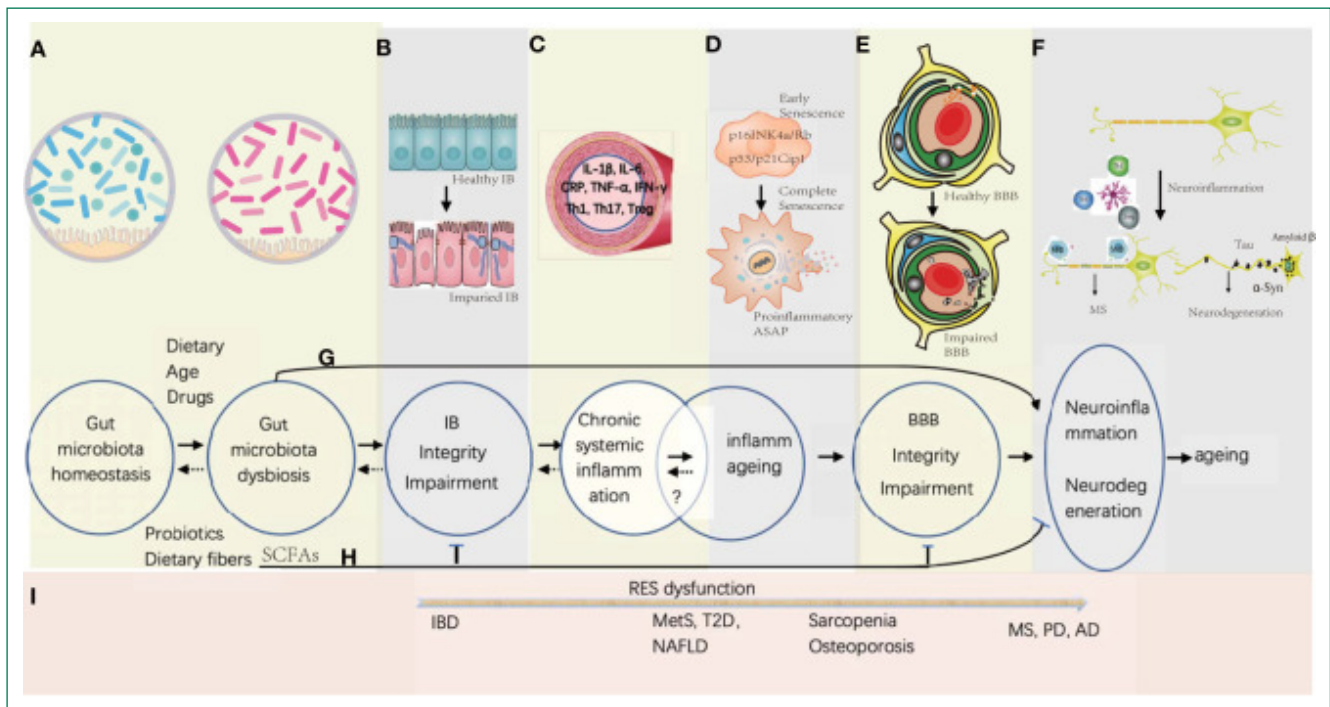 A
B
C
D
E
F
Early
Senescence
p16INK4a/Rb
p53/p21Cip1
IL-1β, IL-6,
CRP, TNF-α, IFN-γ
Th1, Th17, Treg
Healthy IB
Complete
Senescence
Healthy BBB
Neuroinflammation
Tau
Amyloid β
α-Syn
MS
Neurodegeneration
Imparied IB
Proinflammatory
ASAP
Impaired
BBB
Dietary
Age
Drugs
G
Gut
microbiota
homeostasis
Gut
microbiota
dysbiosis
IB
Integrity
Impairment
Chronic
systemic
inflamm
ation
?
inflamm
ageing
BBB
Integrity
Impairment
Neuroinfla
mmation
Neurodeg
eneration
ageing
Probiotics
Dietary fibers
SCFAs
H
I
RES dysfunction
IBD
MetS, T2D,
NAFLD
Sarcopenia
Osteoporosis
MS, PD, AD